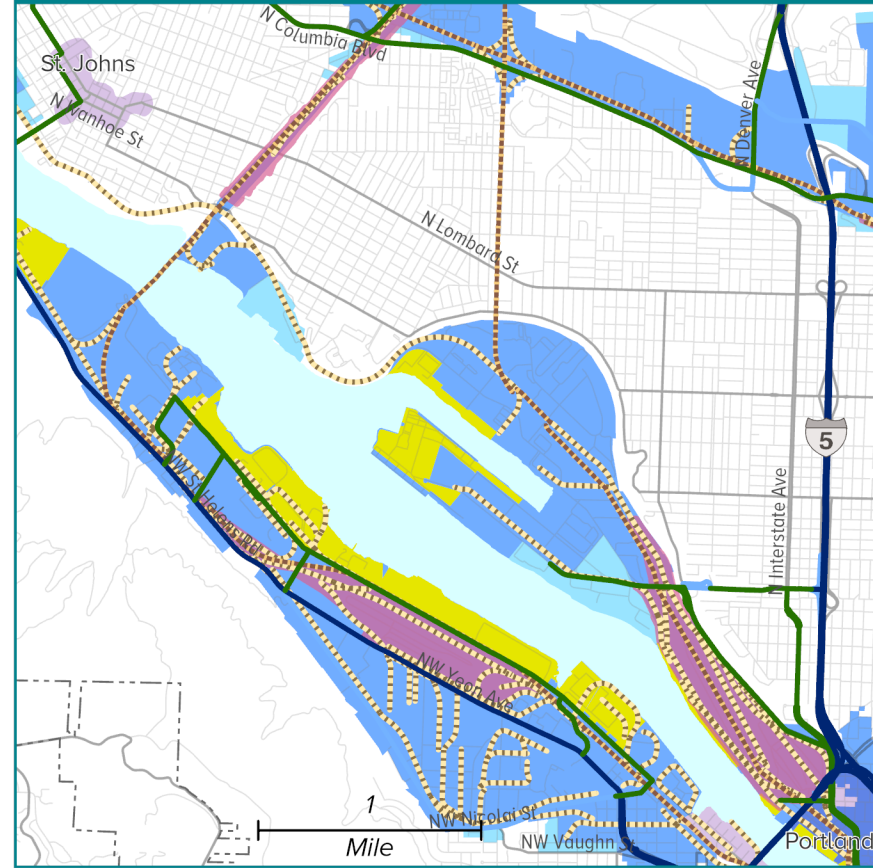 N Columbia Blvd
St. Johns
N Ivanhoe St
N Denver Ave
N Lombard St
5
NW St Helens Rd
N Interstate Ave
NW Yeon Ave
1
Mile
NW Nicolai St
NW Vaughn St
Portland